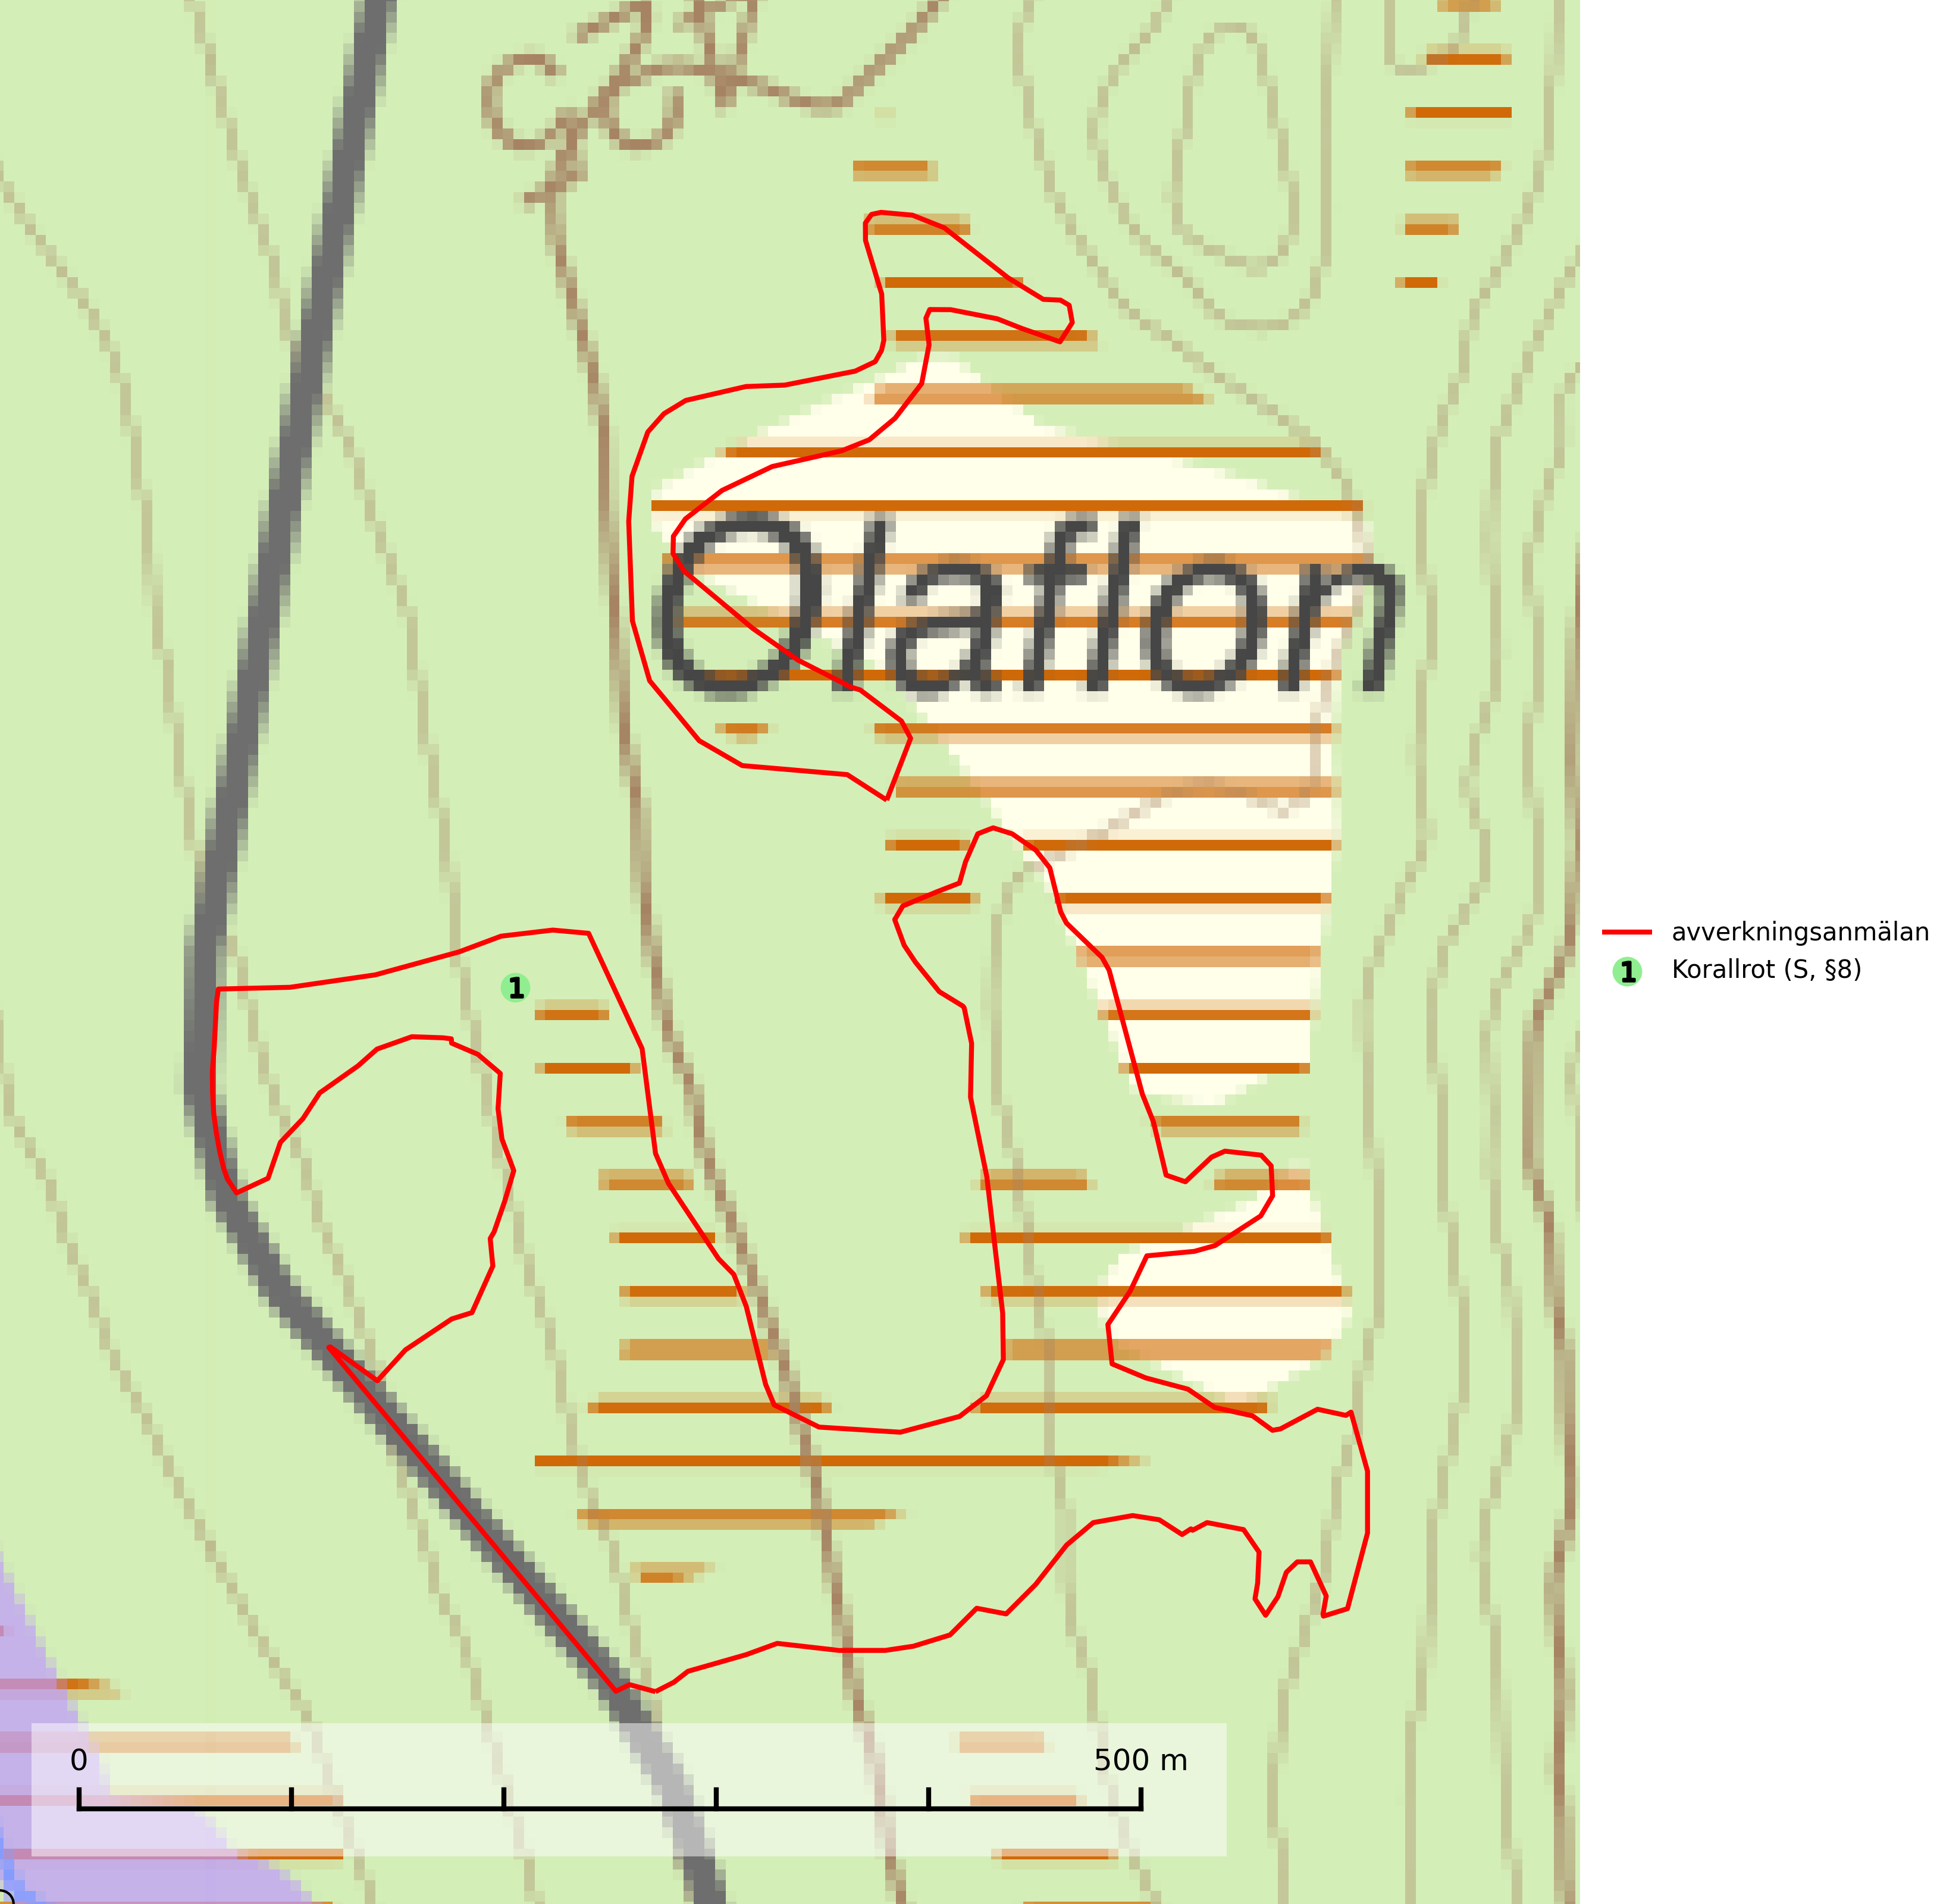 Olaflon
1
avverkningsanmälan
1 Korallrot (S, §8)
0 500 m